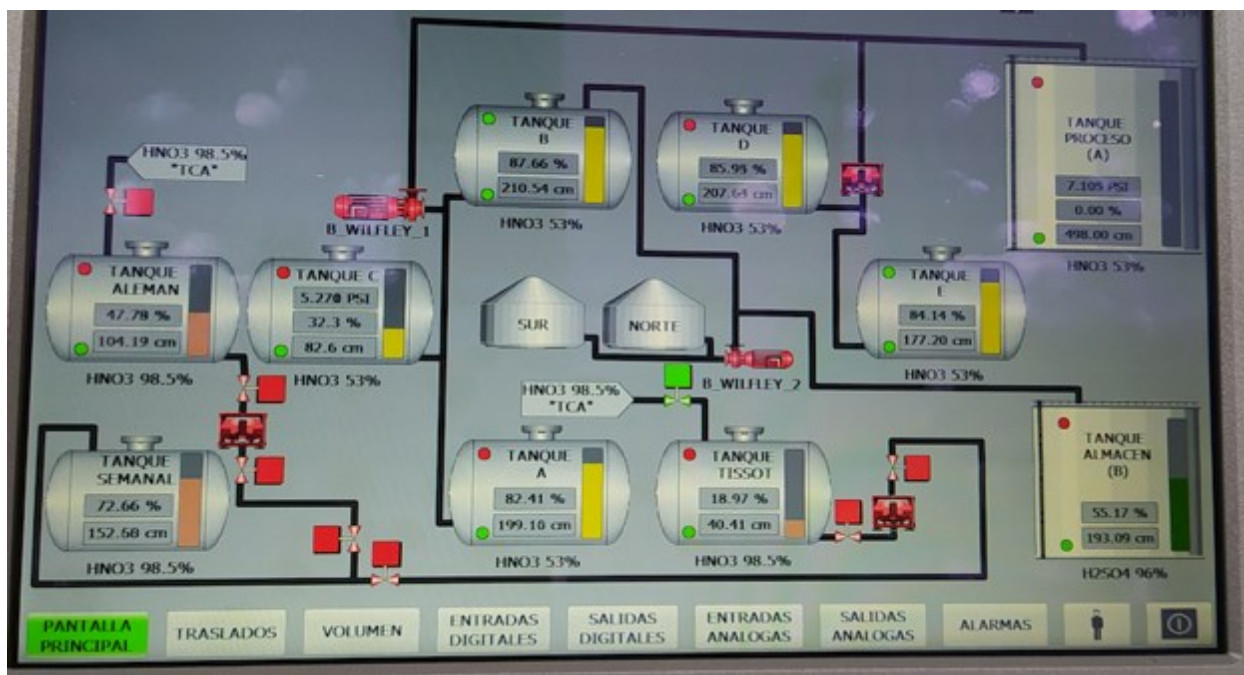 HNO3 98.5%
"TCA"
TANQUE
B
87.66 %
210.54 cm
HNO3 53%
TANQUE
D
85.95 %
207.64 cm
HNO3 53%
TANQUE
PROCESO
(A)
7.105 PSI
0.00 %
498.00 cm
HNO3 53%
B_WILFLEY_1
TANQUE
ALEMAN
47.78 %
104.19 cm
HNO3 98.5%
TANQUE C
5.270 PSI
32.3 %
82.6 cm
HNO3 53%
SUR
NORTE
B_WILFLEY_2
TANQUE
E
84.14 %
177.20 cm
HNO3 53%
HNO3 98.5%
"TCA"
TANQUE
SEMANAL
72.66 %
152.68 cm
HNO3 98.5%
TANQUE
A
82.41 %
199.10 cm
HNO3 53%
TANQUE
TISSOT
18.97 %
40.41 cm
HNO3 98.5%
TANQUE
ALMACEN
(B)
55.17 %
193.09 cm
H2SO4 96%
PANTALLA
PRINCIPAL
TRASLADOS
VOLUMEN
ENTRADAS
DIGITALES
SALIDAS
DIGITALES
ENTRADAS
ANALOGAS
SALIDAS
ANALOGAS
ALARMAS